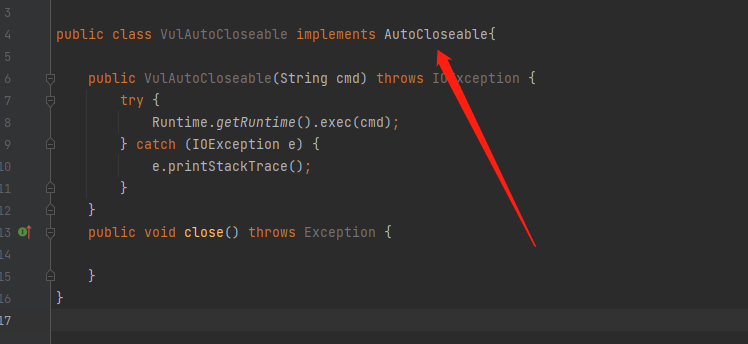 3
4 public class VulAutoCloseable implements AutoCloseable{
5
6 public VulAutoCloseable(String cmd) throws IOException {
7 try {
8 Runtime.getRuntime().exec(cmd);
9 } catch (IOException e) {
10 e.printStackTrace();
11 }
12 }
13 public void close() throws Exception {
14
15 }
16 }
17